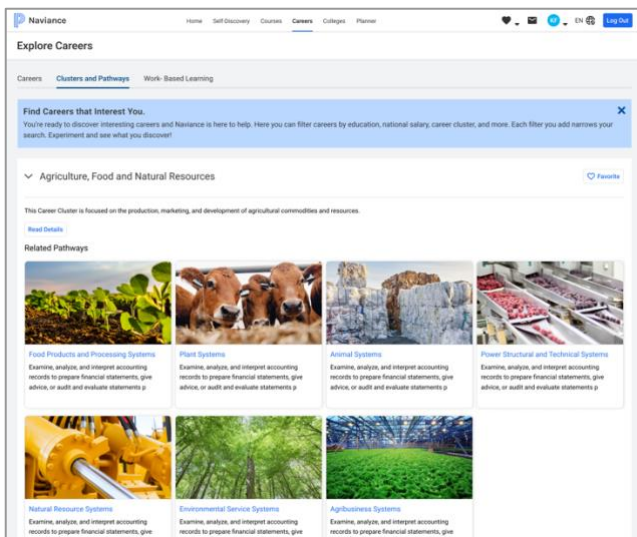 Naviance
Home Self-Discovery Courses Careers Colleges Planner
KF EN Log Out
Explore Careers
Careers Clusters and Pathways Work- Based Learning
Find Careers that Interest You.
You're ready to discover interesting careers and Naviance is here to help. Here you can filter careers by education, national salary, career cluster, and more. Each filter you add narrows your
search. Experiment and see what you discover!
Agriculture, Food and Natural Resources
Favorite
This Career Cluster is focused on the production, marketing, and development of agricultural commodities and resources.
Read Details
Related Pathways
Food Products and Processing Systems
Examine, analyze, and interpret accounting
records to prepare financial statements, give
advice, or audit and evaluate statements p
Plant Systems
Examine, analyze, and interpret accounting
records to prepare financial statements, give
advice, or audit and evaluate statements p
Animal Systems
Examine, analyze, and interpret accounting
records to prepare financial statements, give
advice, or audit and evaluate statements p
Power Structural and Technical Systems
Examine, analyze, and interpret accounting
records to prepare financial statements, give
advice, or audit and evaluate statements p
Natural Resource Systems
Examine, analyze, and interpret accounting
records to prepare financial statements, give
Environmental Service Systems
Examine, analyze, and interpret accounting
records to prepare financial statements, give
Agribusiness Systems
Examine, analyze, and interpret accounting
records to prepare financial statements, give